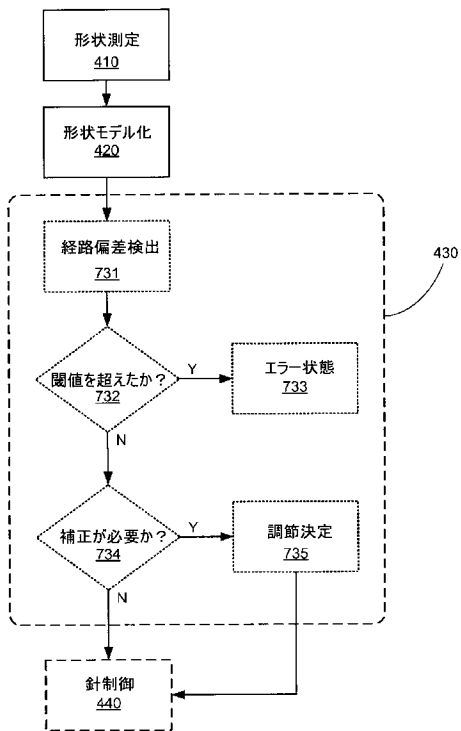 形状測定
410
形状モデル化
420
経路偏差検出
731
430
閾値を超えたか？
732
Y
エラー状態
733
N
補正が必要か？
734
Y
調節決定
735
N
針制御
440